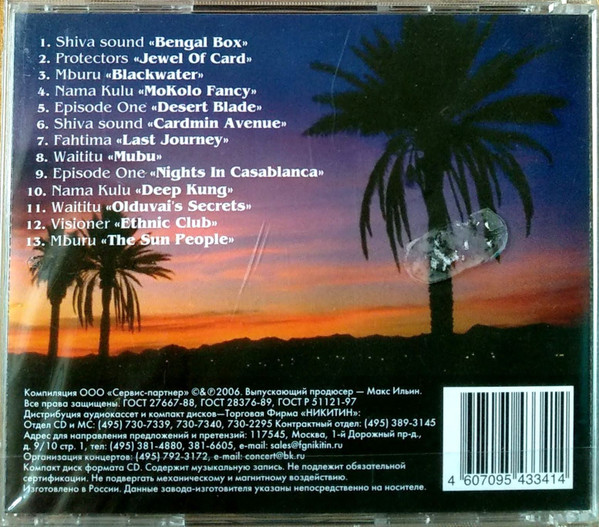 1. Shiva sound «Bengal Box»
2. Protectors «Jewel Of Card»
3. Mburu «Blackwater»
4. Nama Kulu «MoKolo Fancy»
5. Episode One «Desert Blade»
6. Shiva sound «Cardmin Avenue»
7. Fahtima «Last Journey»
8. Waititu «Mubu»
9. Episode One «Nights In Casablanca»
10. Nama Kulu «Deep Kung»
11. Waititu «Olduvai's Secrets»
12. Visioner «Ethnic Club»
13. Mburu «The Sun People»
Компиляция ООО «Сервис-партнер» ©&℗2006. Выпускающий продюсер — Макс Ильин.
Все права защищены. ГОСТ 27667-88, ГОСТ 28376-89, ГОСТ Р 51121-97
Дистрибуция аудиокассет и компакт дисков—Торговая Фирма «НИКИТИН»:
Отдел CD и MC: (495) 730-7339, 730-7340, 730-2295 Контрактный отдел: (495) 389-3145
Адрес для направления предложений и претензий: 117545, Москва, 1-й Дорожный пр-д.,
д. 9/10 стр. 1, тел: (495) 381-4880, 381-6605, e-mail: sales@fgnikitin.ru
Организация концертов: (495) 792-3172, e-mail: concert@bk.ru
Компакт диск формата CD. Содержит музыкальную запись. Не подлежит обязательной
сертификации. Не подвергать механическому и магнитному воздействию.
Изготовлено в России. Данные завода-изготовителя указаны непосредственно на носителе.
4 607095 433414